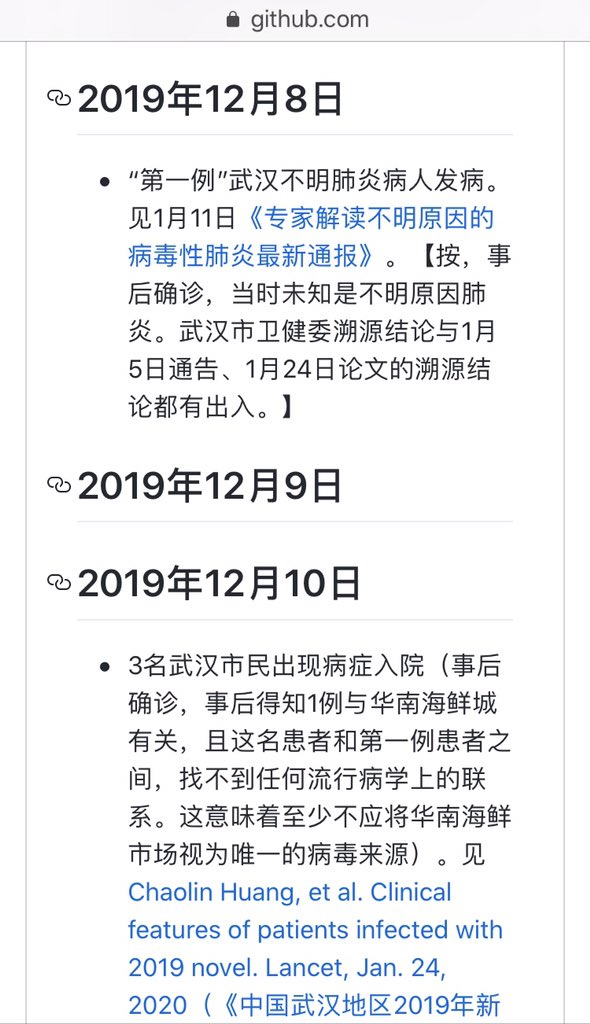 github.com
2019年12月8日
“第一例”武汉不明肺炎病人发病。
见1月11日《专家解读不明原因的
病毒性肺炎最新通报》。【按，事
后确诊，当时未知是不明原因肺
炎。武汉市卫健委溯源结论与1月
5日通告、1月24日论文的溯源结
论都有出入。】
2019年12月9日
2019年12月10日
3名武汉市民出现病症入院（事后
确诊，事后得知1例与华南海鲜城
有关，且这名患者和第一例患者之
间，找不到任何流行病学上的联
系。这意味着至少不应将华南海鲜
市场视为唯一的病毒来源）。见
Chaolin Huang, et al. Clinical
features of patients infected with
2019 novel. Lancet, Jan. 24,
2020（《中国武汉地区2019年新